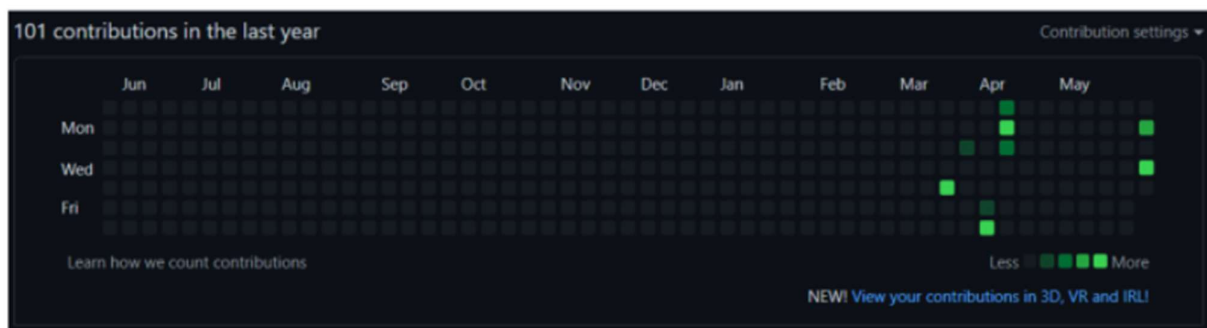 101 contributions in the last year
Contribution settings
Jun Jul Aug Sep Oct Nov Dec Jan Feb Mar Apr May
Mon
Wed
Fri
Learn how we count contributions
Less More
NEW! View your contributions in 3D, VR and IRL!